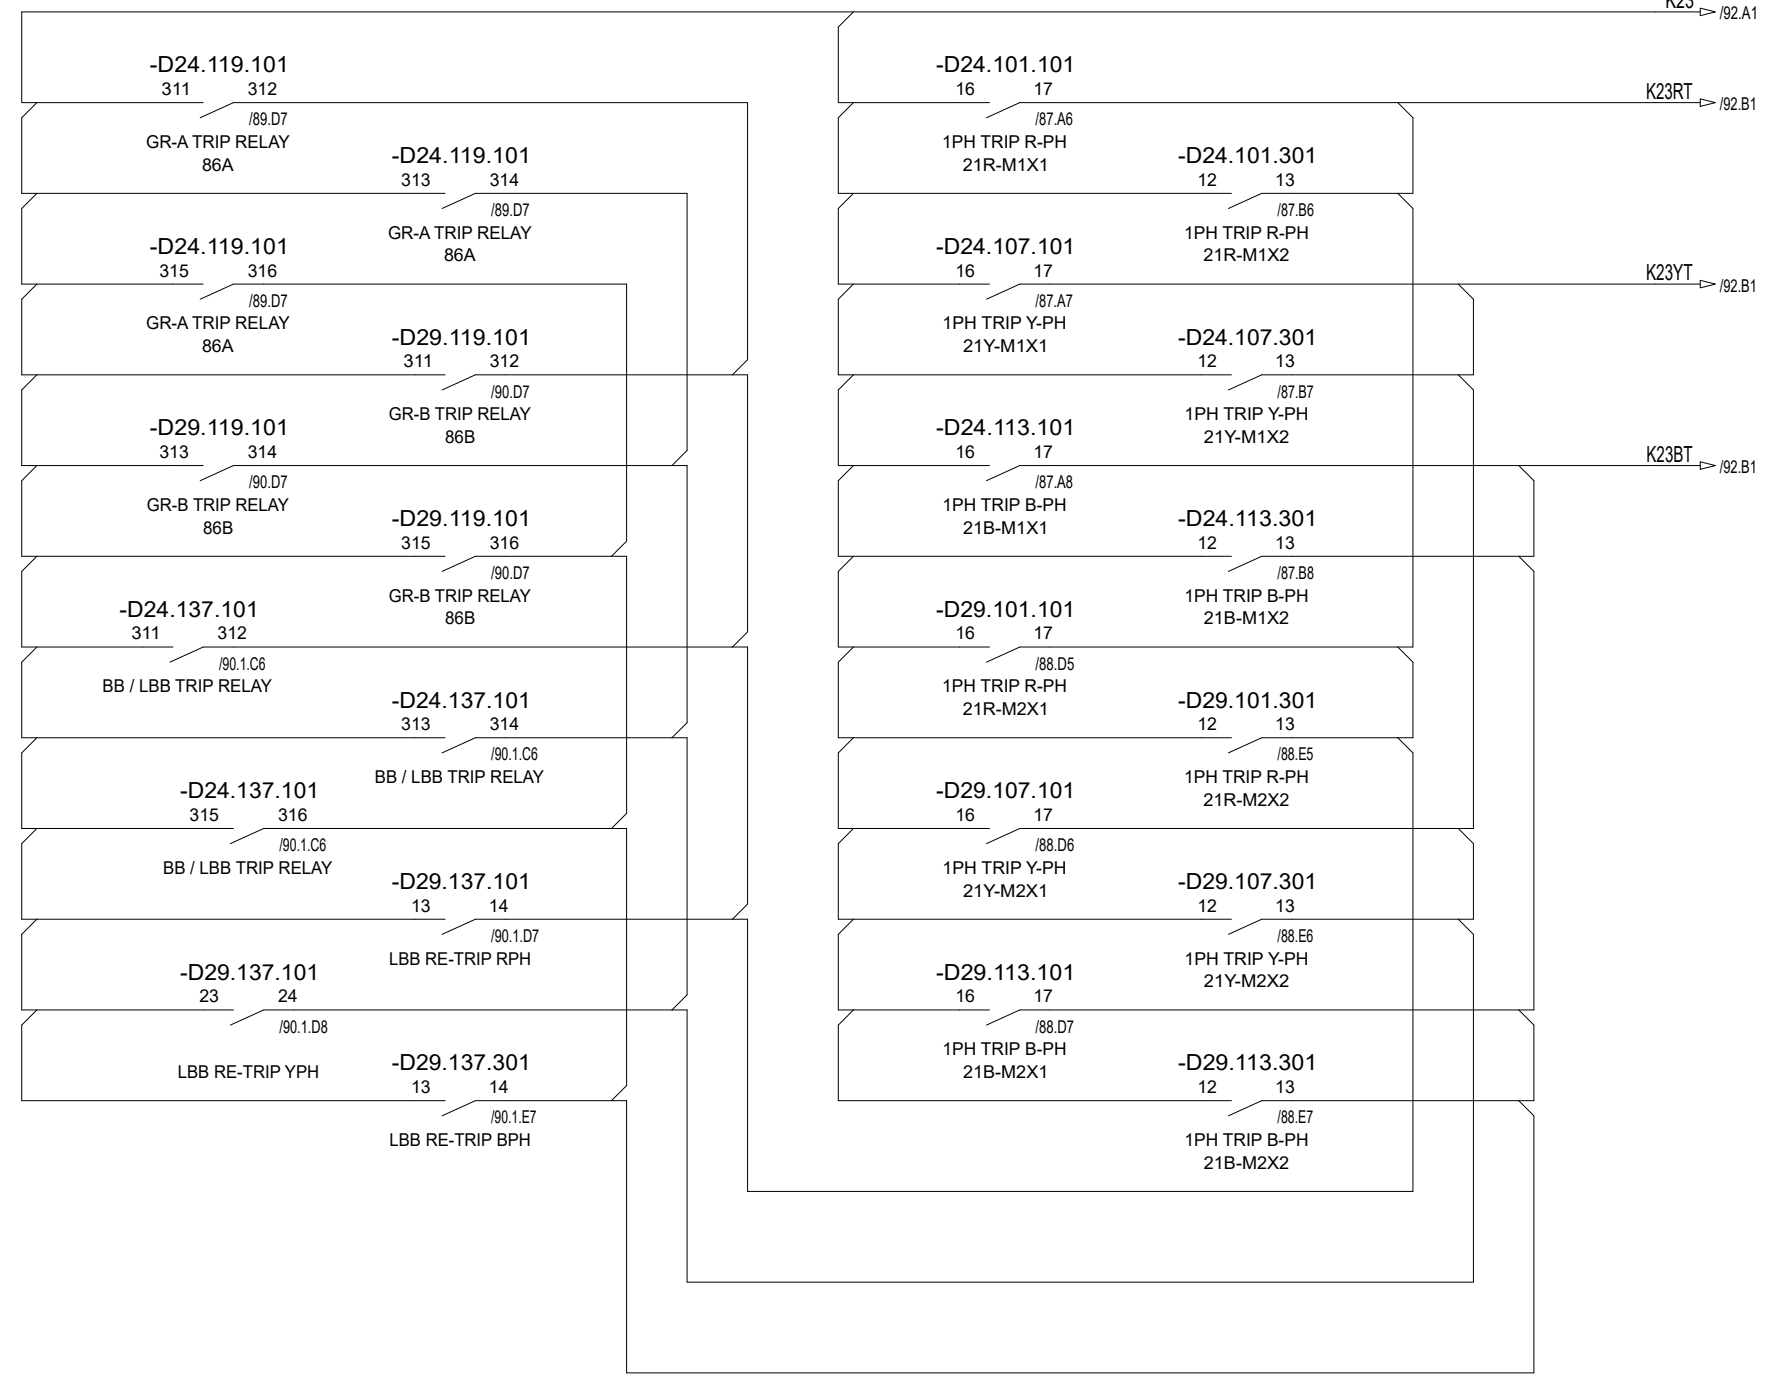 K23
/92.A1
-D24.119.101
311 312
/89.D7
GR-A TRIP RELAY
86A
-D24.119.101
313 314
/89.D7
GR-A TRIP RELAY
86A
-D24.119.101
315 316
/89.D7
GR-A TRIP RELAY
86A
-D29.119.101
311 312
/90.D7
GR-B TRIP RELAY
86B
-D29.119.101
313 314
/90.D7
GR-B TRIP RELAY
86B
-D29.119.101
315 316
/90.D7
GR-B TRIP RELAY
86B
-D24.137.101
311 312
/90.1.C6
BB / LBB TRIP RELAY
-D24.137.101
313 314
/90.1.C6
BB / LBB TRIP RELAY
-D24.137.101
315 316
/90.1.C6
BB / LBB TRIP RELAY
-D29.137.101
13 14
/90.1.D7
LBB RE-TRIP RPH
-D29.137.101
23 24
/90.1.D8
LBB RE-TRIP YPH
-D29.137.301
13 14
/90.1.E7
LBB RE-TRIP BPH
-D24.101.101
16 17
/87.A6
1PH TRIP R-PH
21R-M1X1
K23RT
/92.B1
-D24.101.301
12 13
/87.B6
1PH TRIP R-PH
21R-M1X2
-D24.107.101
16 17
/87.A7
1PH TRIP Y-PH
21Y-M1X1
K23YT
/92.B1
-D24.107.301
12 13
/87.B7
1PH TRIP Y-PH
21Y-M1X2
-D24.113.101
16 17
/87.A8
1PH TRIP B-PH
21B-M1X1
K23BT
/92.B1
-D24.113.301
12 13
/87.B8
1PH TRIP B-PH
21B-M1X2
-D29.101.101
16 17
/88.D5
1PH TRIP R-PH
21R-M2X1
-D29.101.301
12 13
/88.E5
1PH TRIP R-PH
21R-M2X2
-D29.107.101
16 17
/88.D6
1PH TRIP Y-PH
21Y-M2X1
-D29.107.301
12 13
/88.E6
1PH TRIP Y-PH
21Y-M2X2
-D29.113.101
16 17
/88.D7
1PH TRIP B-PH
21B-M2X1
-D29.113.301
12 13
/88.E7
1PH TRIP B-PH
21B-M2X2